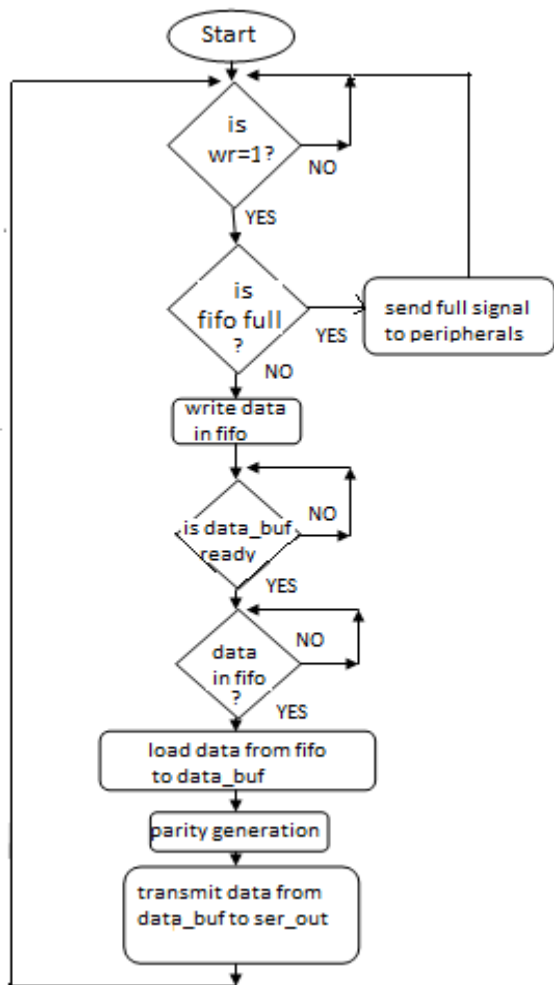 Start
is
wr=1?
NO
YES
is
fifo full
?
YES
send full signal
to peripherals
NO
write data
in fifo
is data_buf
ready
NO
YES
data
in fifo
?
NO
YES
load data from fifo
to data_buf
parity generation
transmit data from
data_buf to ser_out